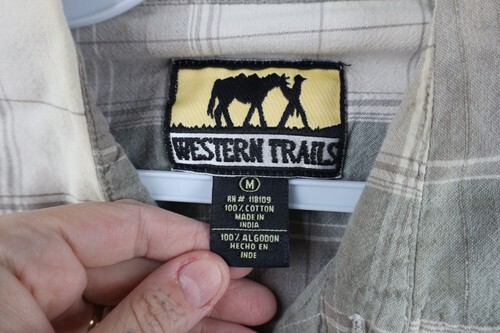 WESTERN TRAILS
M
RN# 118109
100% COTTON
MADE IN
INDIA
100% ALGODON
HECHO EN
INDE